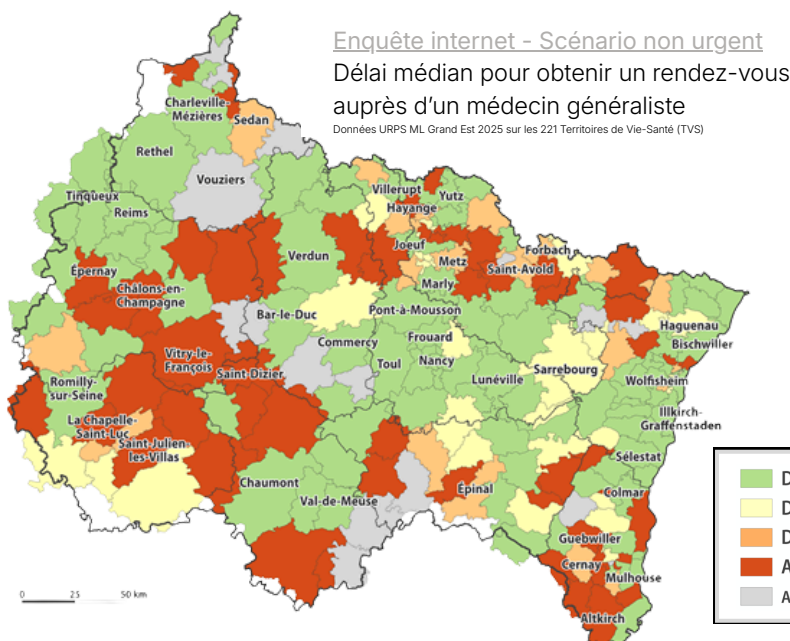 Enquête internet - Scénario non urgent
Délai médian pour obtenir un rendez-vous
auprès d'un médecin généraliste
Données URPS ML Grand Est 2025 sur les 221 Territoires de Vie-Santé (TVS)
Charleville-
Mézières
Sedan
Rethel
Vouziers
Tinqueux
Reims
Villerupt
Yutz
Hayange
Verdun
Joeuf
Metz
Forbach
Saint-Avold
Marly
Épernay
Châlons-en-
Champagne
Bar-le-Duc
Pont-à-Mousson
Haguenau
Bischwiller
Commercy
Frouard
Toul
Nancy
Vitry-le-
François
Saint-Dizier
Sarrebourg
Lunéville
Wolfisheim
Romilly-
sur-Seine
Illkirch-
Graffenstaden
La Chapelle-
Saint-Luc
Saint-Julien-
les-Villas
Sélestat
Chaumont
Val-de-Meuse
Épinal
Colmar
Guebwiller
Cernay
Mulhouse
Altkirch
0 25 50 km
D
D
D
A
A